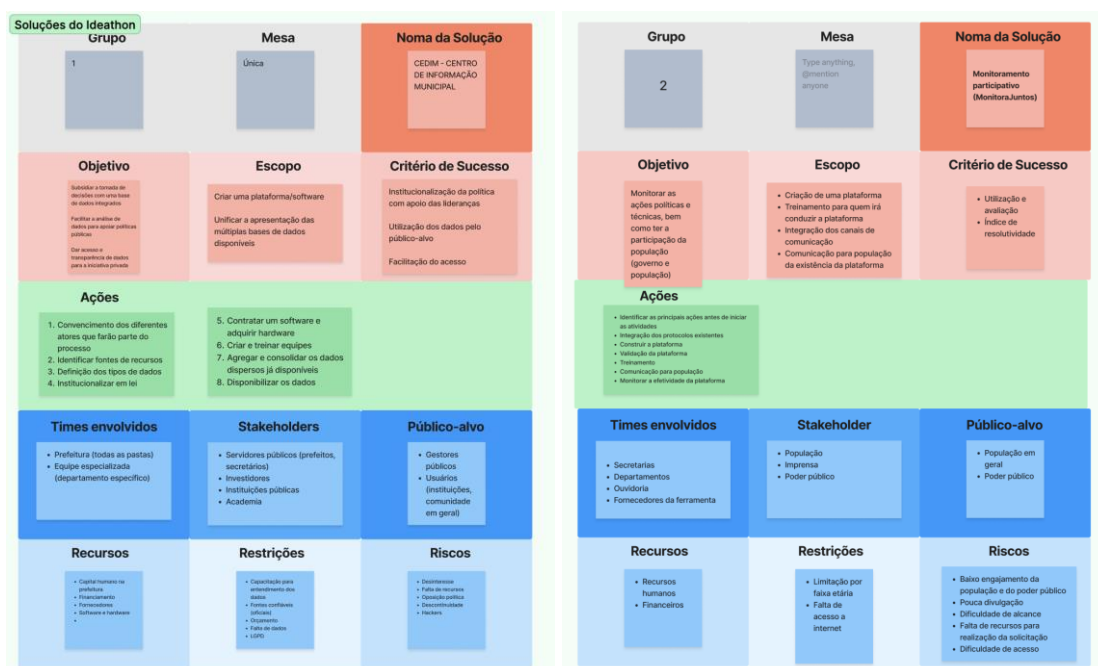 Soluções do Ideathon
Grupo
Mesa
Noma da Solução
1
Única
CEDIM - CENTRO
DE INFORMAÇÃO
MUNICIPAL
Objetivo
Escopo
Critério de Sucesso
Subsidiar a tomada de
decisões com uma base
de dados integrados
Facilitar a análise de
dados para apoiar políticas
públicas
Dar acesso e
transparência de dados
para a iniciativa privada
Criar uma plataforma/software
Unificar a apresentação das
múltiplas bases de dados
disponíveis
Institucionalização da política
com apoio das lideranças
Utilização dos dados pelo
público-alvo
Facilitação do acesso
Ações
1. Convencimento dos diferentes
atores que farão parte do
processo
2. Identificar fontes de recursos
3. Definição dos tipos de dados
4. Institucionalizar em lei
5. Contratar um software e
adquirir hardware
6. Criar e treinar equipes
7. Agregar e consolidar os dados
dispersos já disponíveis
8. Disponibilizar os dados
Times envolvidos
Stakeholders
Público-alvo
• Prefeitura (todas as pastas)
• Equipe especializada
(departamento específico)
• Servidores públicos (prefeitos,
secretários)
• Investidores
• Instituições públicas
• Academia
• Gestores
públicos
• Usuários
(instituições,
comunidade
em geral)
Recursos
Restrições
Riscos
• Capital humano na
prefeitura
• Financiamento
• Fornecedores
• Software e hardware
•
• Capacitação para
entendimento dos
dados
• Fontes confiáveis
(oficiais)
• Orçamento
• Falta de dados
• LGPD
• Desinteresse
• Falta de recursos
• Oposição política
• Descontinuidade
• Hackers
Grupo
Mesa
Noma da Solução
2
Type anything,
@mention
anyone
Monitoramento
participativo
(MonitoraJuntos)
Objetivo
Escopo
Critério de Sucesso
Monitorar as
ações políticas e
técnicas, bem
como ter a
participação da
população
(governo e
população)
• Criação de uma plataforma
• Treinamento para quem irá
conduzir a plataforma
• Integração dos canais de
comunicação
• Comunicação para população
da existência da plataforma
• Utilização e
avaliação
• Índice de
resolutividade
Ações
• Identificar as principais ações antes de iniciar
as atividades
• Integração dos protocolos existentes
• Construir a plataforma
• Validação da plataforma
• Treinamento
• Comunicação para população
• Monitorar a efetividade da plataforma
Times envolvidos
Stakeholder
Público-alvo
• Secretarias
• Departamentos
• Ouvidoria
• Fornecedores da ferramenta
• População
• Imprensa
• Poder público
• População em
geral
• Poder público
Recursos
Restrições
Riscos
• Recursos
humanos
• Financeiros
• Limitação por
faixa etária
• Falta de
acesso a
internet
• Baixo engajamento da
população e do poder público
• Pouca divulgação
• Dificuldade de alcance
• Falta de recursos para
realização da solicitação
• Dificuldade de acesso